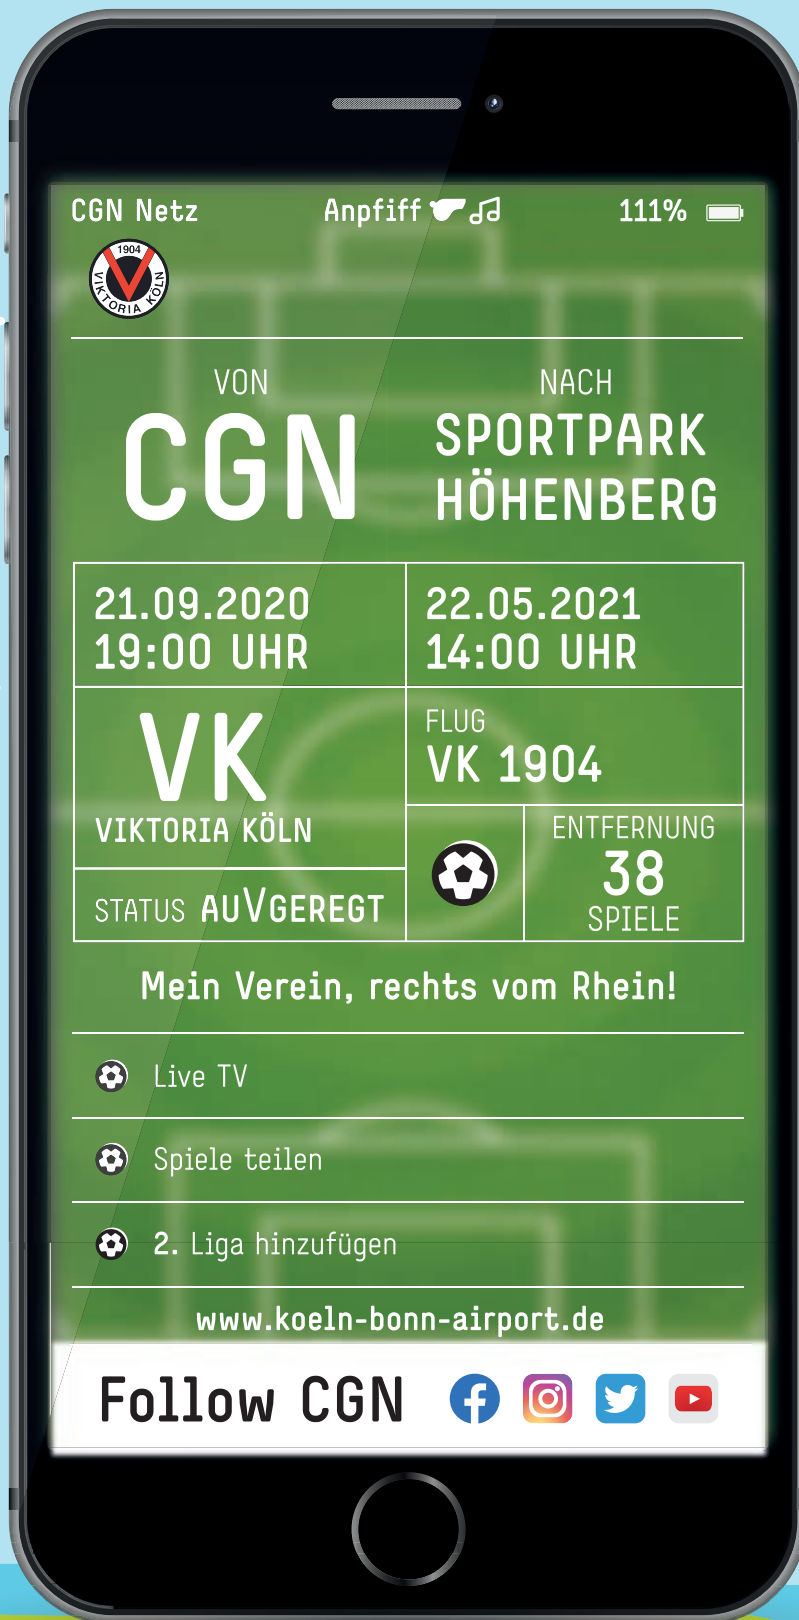 CGN Netz
Anpfiff
111%
1904
VIKTORIA KÖLN
VON
CGN
NACH
SPORTPARK
HÖHENBERG
21.09.2020
19:00 UHR
22.05.2021
14:00 UHR
VK
VIKTORIA KÖLN
FLUG
VK 1904
STATUS AUVGEREGT
ENTFERNUNG
38
SPIELE
Mein Verein, rechts vom Rhein!
Live TV
Spiele teilen
2. Liga hinzufügen
www.koeln-bonn-airport.de
Follow CGN